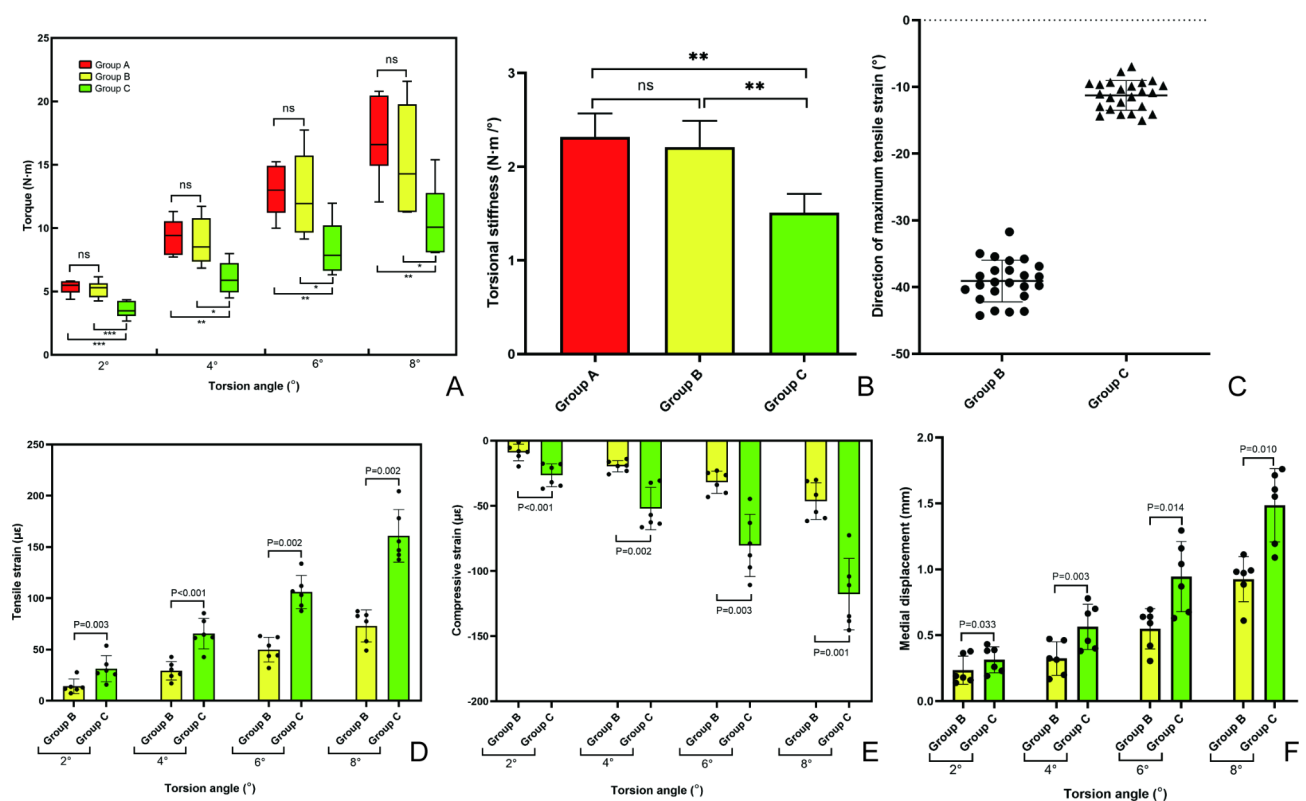 25
20
15
10
5
0
Torque (N·m)
Group A
Group B
Group C
ns
ns
ns
ns
***
***
*
**
*
**
*
**
2°
4°
6°
8°
Torsion angle (°)
A
3
2
1
0
Torsional stiffness (N·m /°)
**
ns
**
Group A
Group B
Group C
B
0
-10
-20
-30
-40
-50
Direction of maximum tensile strain (°)
Group B
Group C
C
250
200
150
100
50
0
Tensile strain (με)
P=0.003
P<0.001
P=0.002
P=0.002
Group B
Group C
Group B
Group C
Group B
Group C
Group B
Group C
2°
4°
6°
8°
Torsion angle (°)
D
0
-50
-100
-150
-200
Compressive strain (με)
P<0.001
P=0.002
P=0.003
P=0.001
Group B
Group C
Group B
Group C
Group B
Group C
Group B
Group C
2°
4°
6°
8°
Torsion angle (°)
E
2.0
1.5
1.0
0.5
0.0
Medial displacement (mm)
P=0.033
P=0.003
P=0.014
P=0.010
Group B
Group C
Group B
Group C
Group B
Group C
Group B
Group C
2°
4°
6°
8°
Torsion angle (°)
F